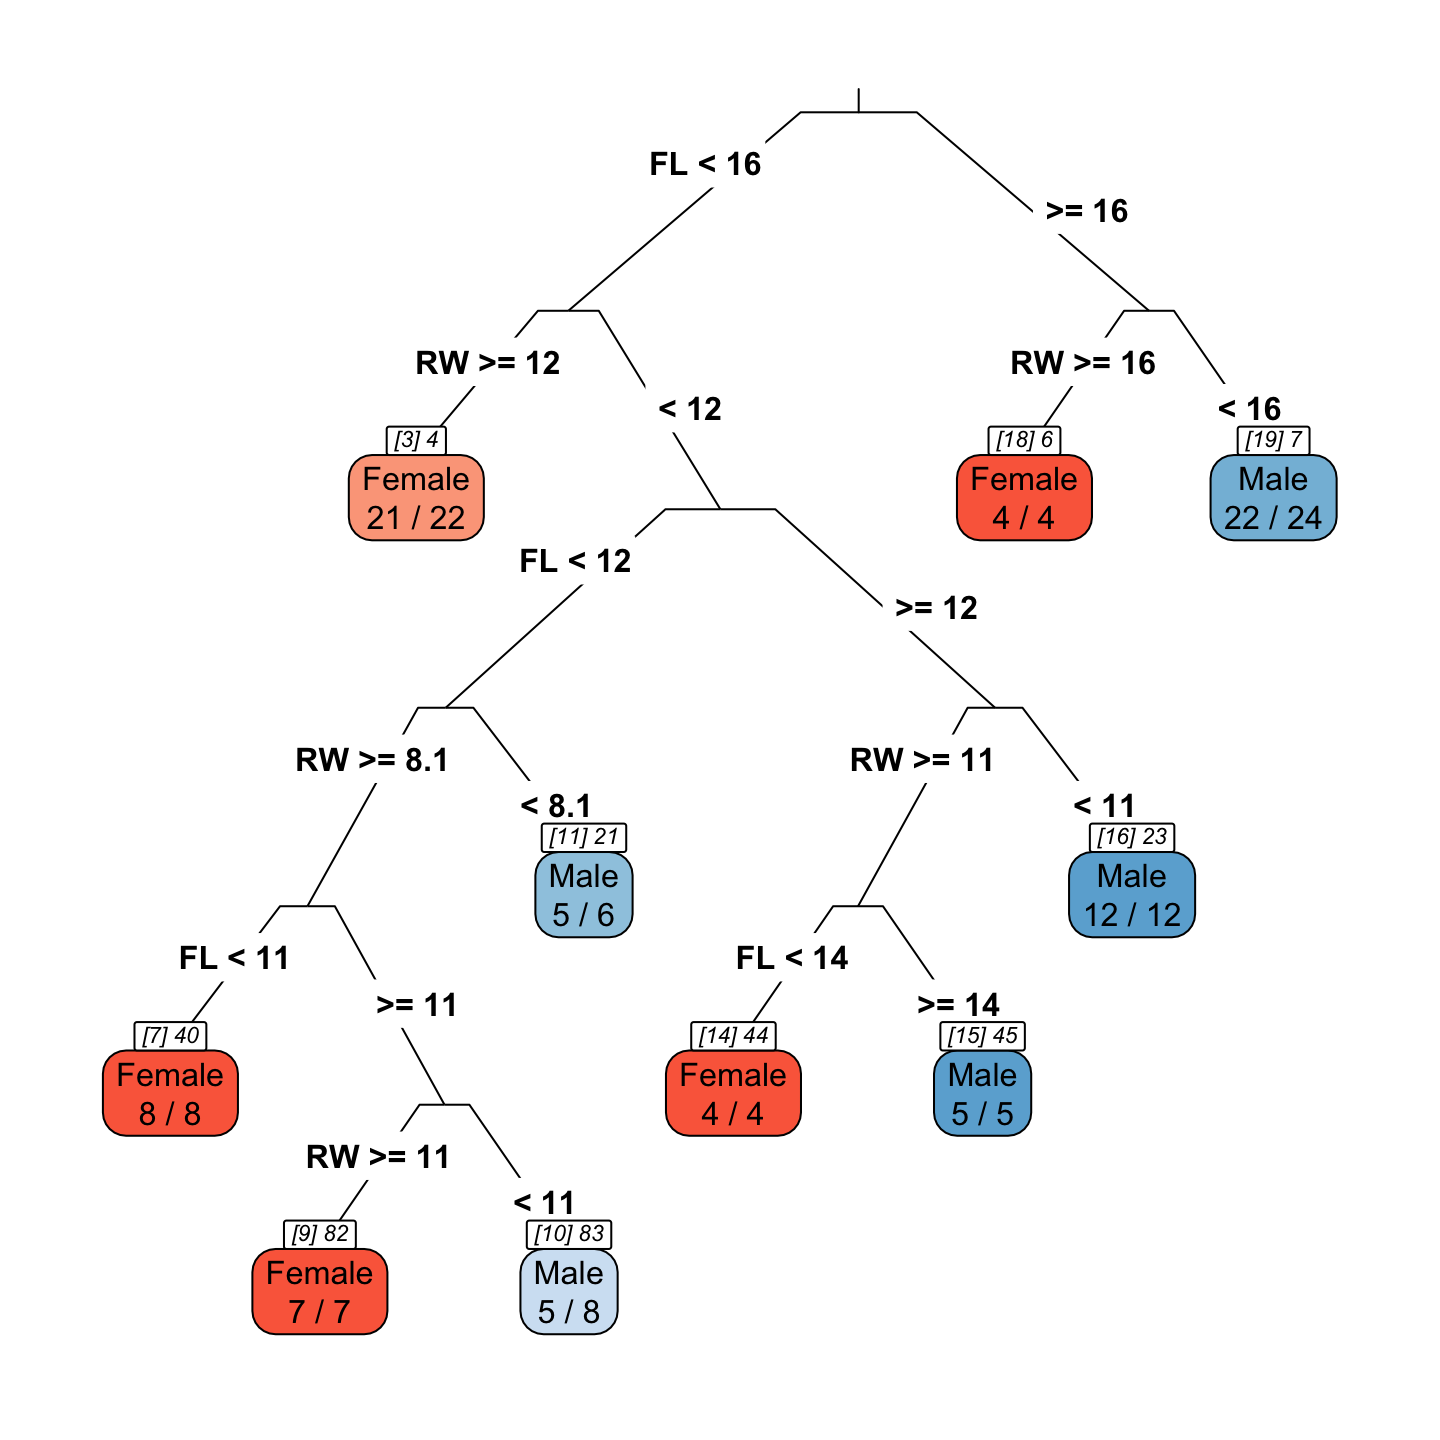 FL < 16
>= 16
RW >= 12
< 12
RW >= 16
< 16
[3] 4
Female
21 / 22
[18] 6
Female
4 / 4
[19] 7
Male
22 / 24
FL < 12
>= 12
RW >= 8.1
< 8.1
RW >= 11
< 11
[11] 21
Male
5 / 6
[16] 23
Male
12 / 12
FL < 11
>= 11
FL < 14
>= 14
[7] 40
Female
8 / 8
[14] 44
Female
4 / 4
[15] 45
Male
5 / 5
RW >= 11
< 11
[9] 82
Female
7 / 7
[10] 83
Male
5 / 8